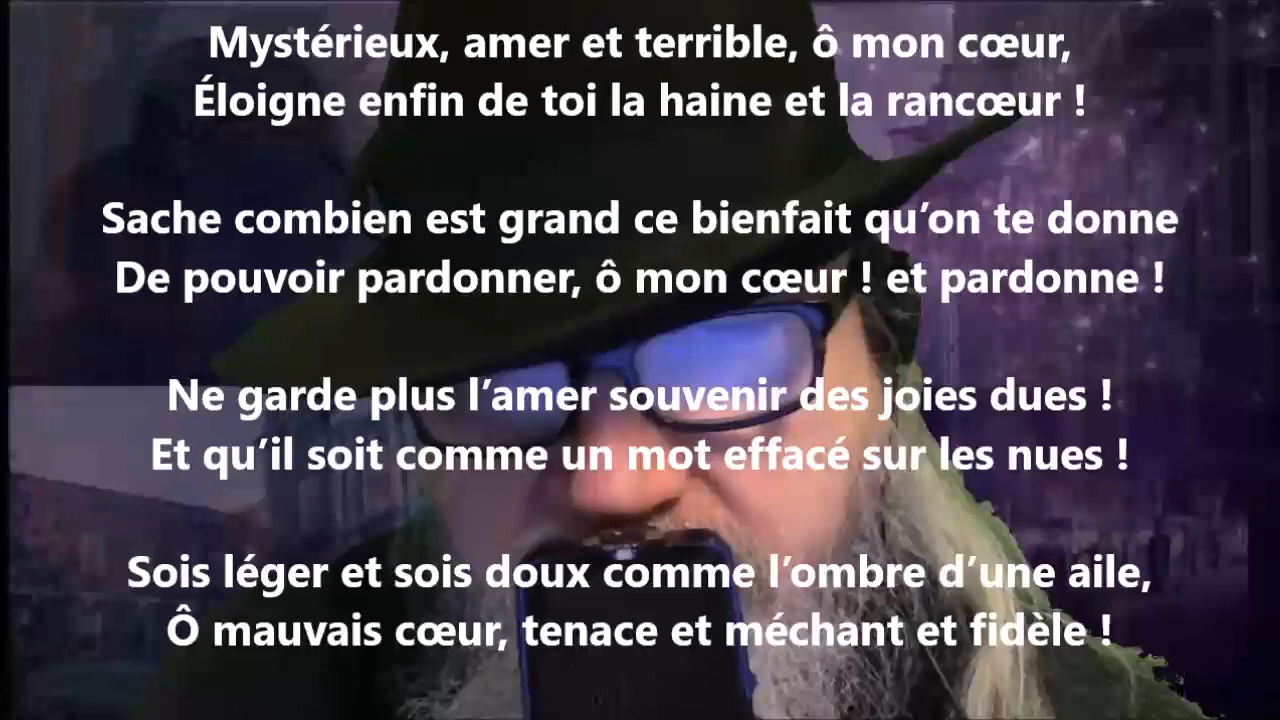 Mystérieux, amer et terrible, ô mon cœur,
Éloigne enfin de toi la haine et la rancœur !
Sache combien est grand ce bienfait qu’on te donne
De pouvoir pardonner, ô mon cœur ! et pardonne !
Ne garde plus l’amer souvenir des joies dues !
Et qu’il soit comme un mot effacé sur les nues !
Sois léger et sois doux comme l’ombre d’une aile,
Ô mauvais cœur, tenace et méchant et fidèle !